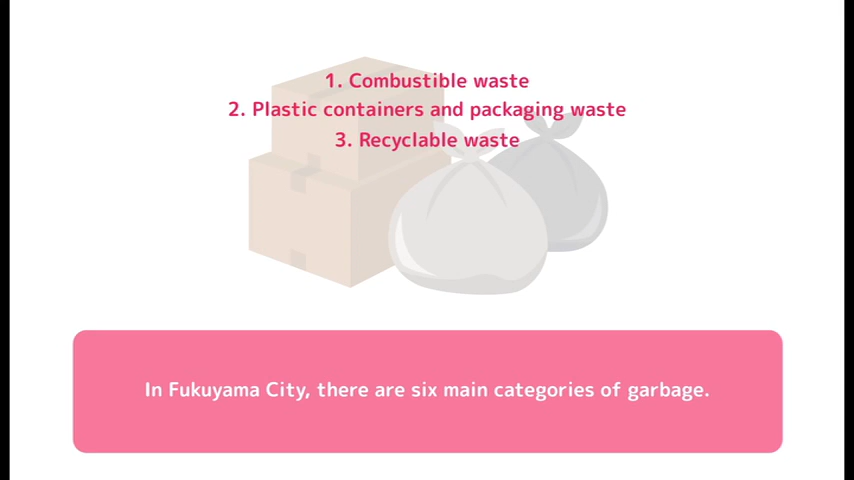 1. Combustible waste
2. Plastic containers and packaging waste
3. Recyclable waste
In Fukuyama City, there are six main categories of garbage.